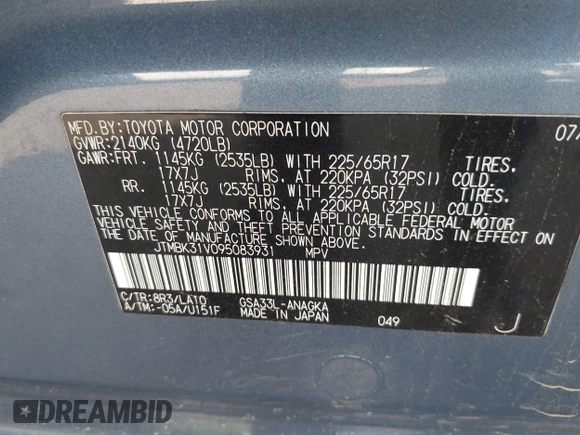 MFD.BY:TOYOTA MOTOR CORPORATION 07/
GVWR:2140KG (4720LB)
GAWR:FRT. 1145KG (2535LB) WITH 225/65R17 TIRES,
17X7J RIMS, AT 220KPA (32PSI) COLD.
RR. 1145KG (2535LB) WITH 225/65R17 TIRES,
17X7J RIMS, AT 220KPA (32PSI) COLD.
THIS VEHICLE CONFORMS TO ALL APPLICABLE FEDERAL MOTOR
VEHICLE SAFETY AND THEFT PREVENTION STANDARDS IN EFFECT
ON THE DATE OF MANUFACTURE SHOWN ABOVE.
JTMBK31V095083931 MPV
C/TR:8R3/LA10 GSA33L-ANAGKA
A/TM:-05A/U151F MADE IN JAPAN 049 J
DREAMBID